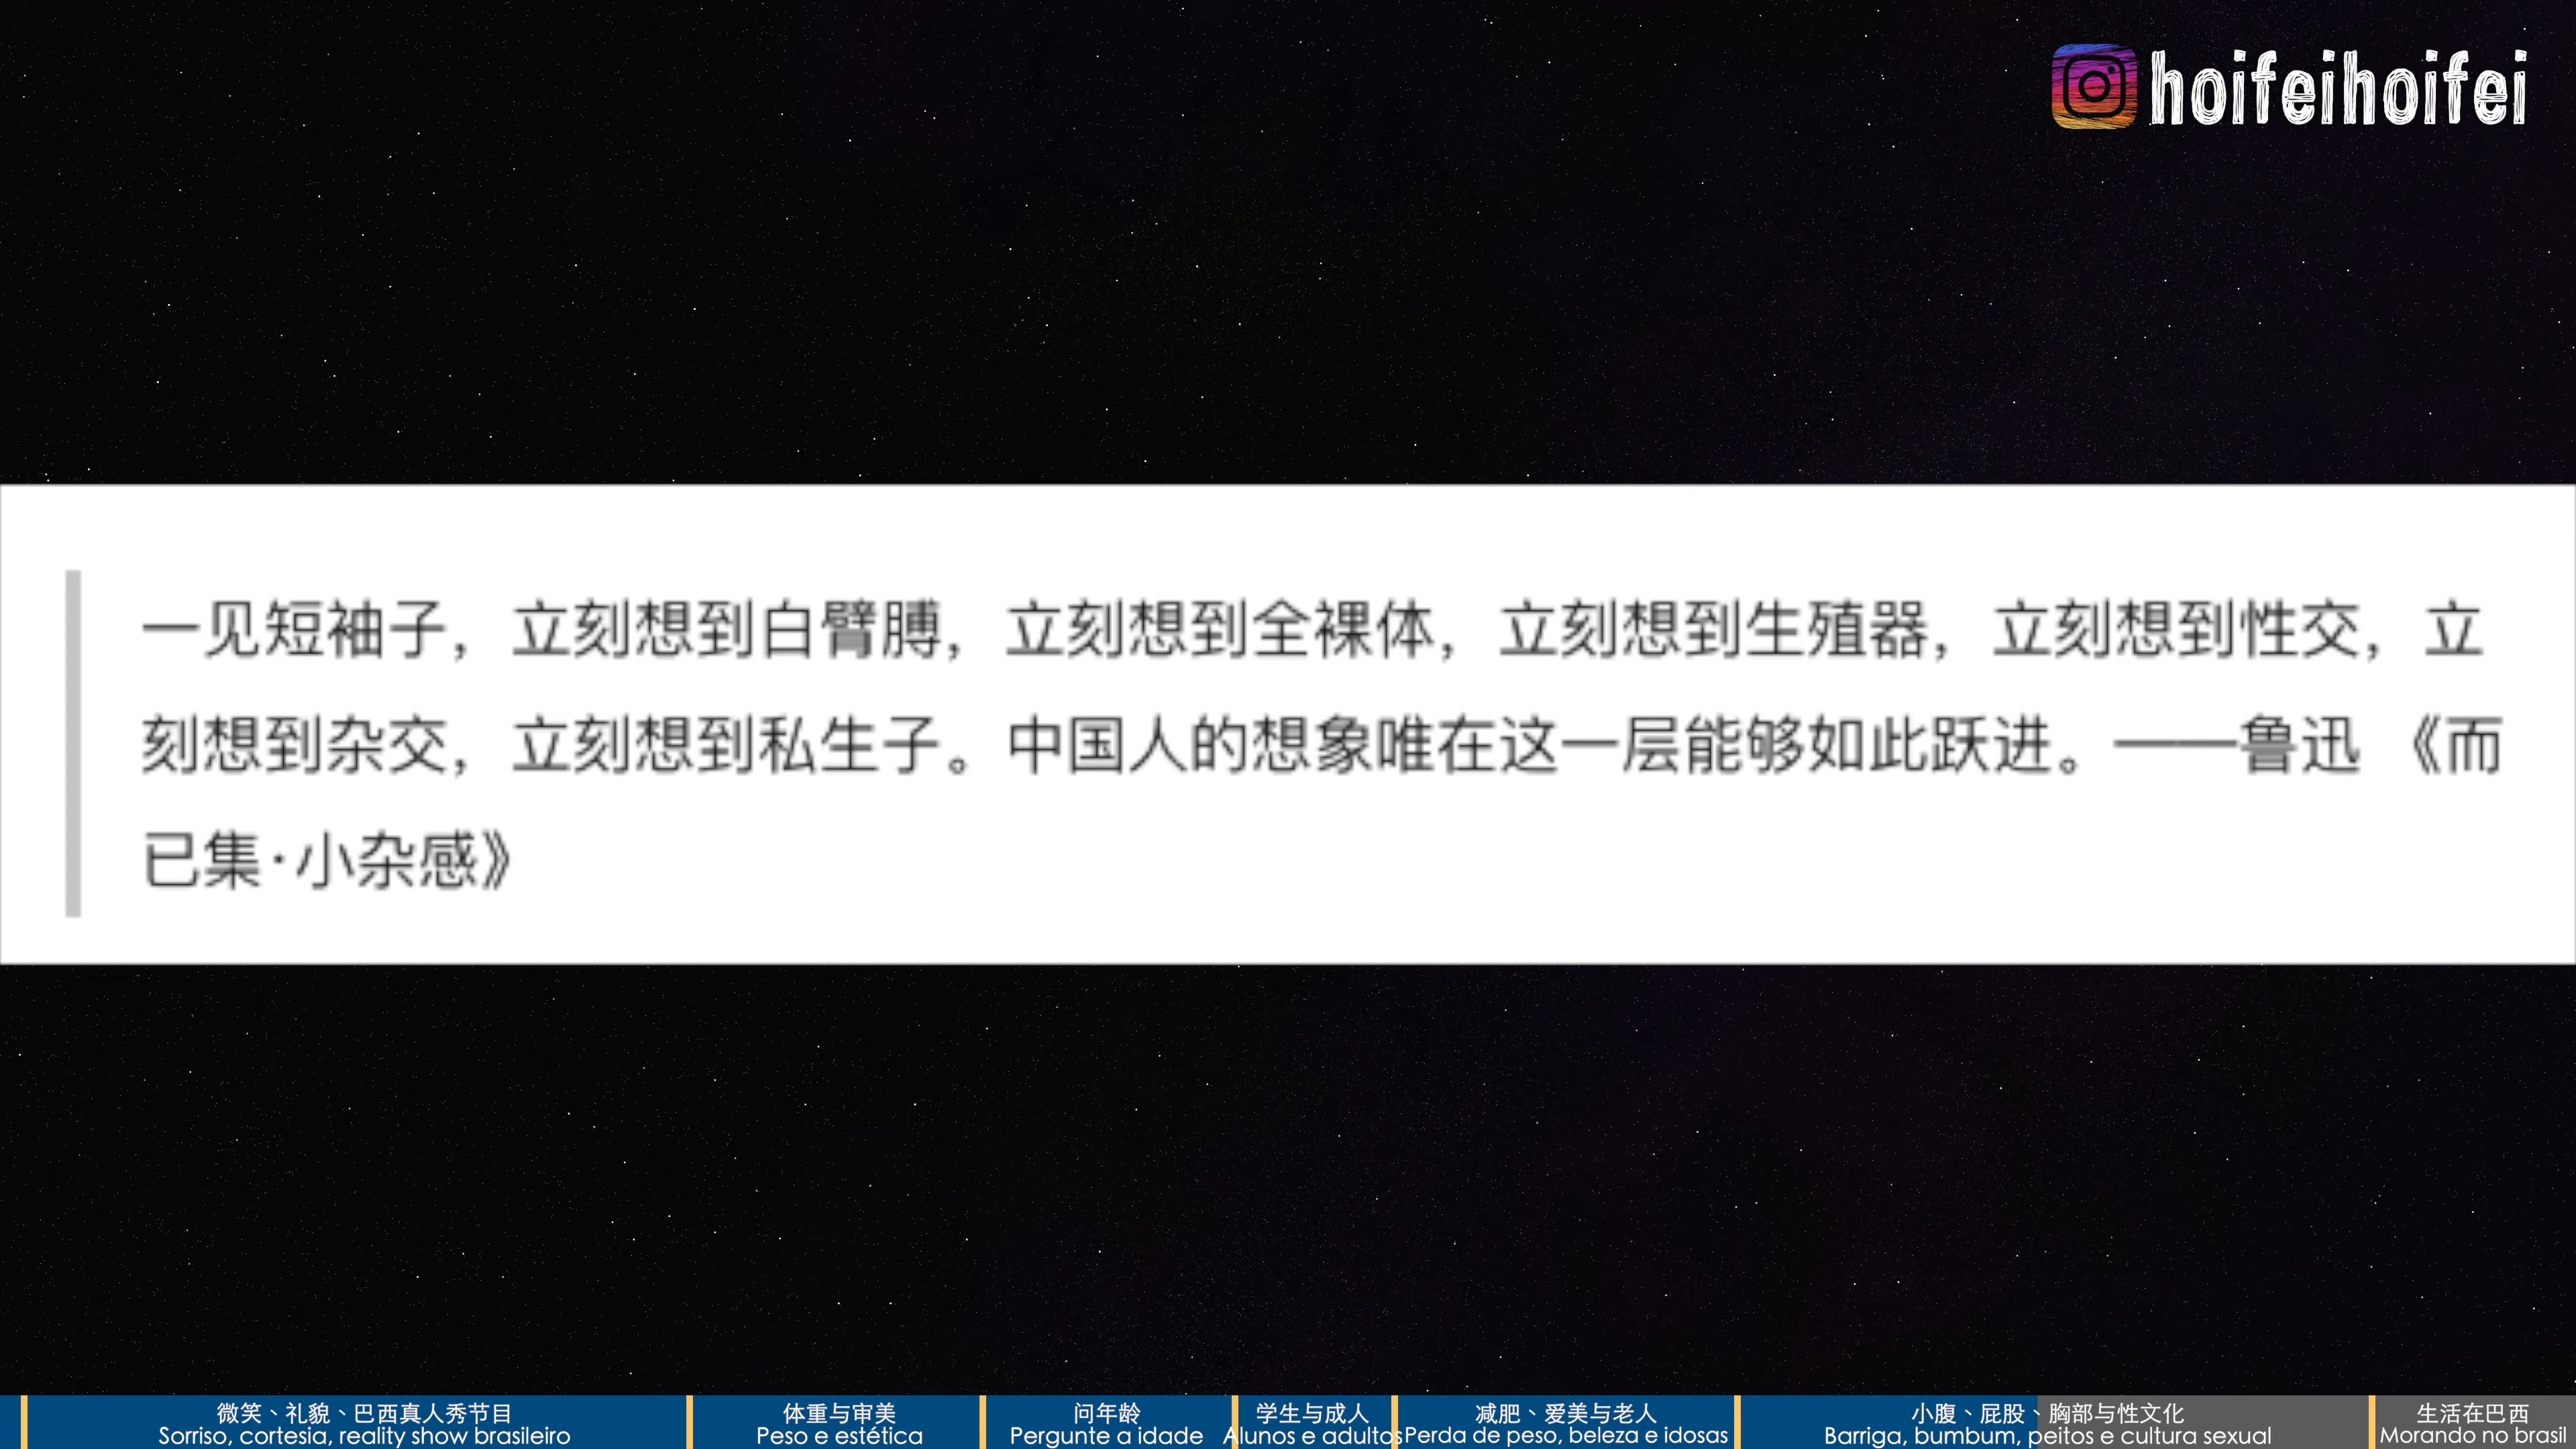 hoifeihoifei
一见短袖子，立刻想到白臂膊，立刻想到全裸体，立刻想到生殖器，立刻想到性交，立
刻想到杂交，立刻想到私生子。中国人的想象唯在这一层能够如此跃进。——鲁迅 《而
已集·小杂感》
微笑、礼貌、巴西真人秀节目
Sorriso, cortesia, reality show brasileiro
体重与审美
Peso e estética
问年龄
Pergunte a idade
学生与成人
Alunos e adultos
减肥、爱美与老人
Perda de peso, beleza e idosas
小腹、屁股、胸部与性文化
Barriga, bumbum, peitos e cultura sexual
生活在巴西
Morando no brasil